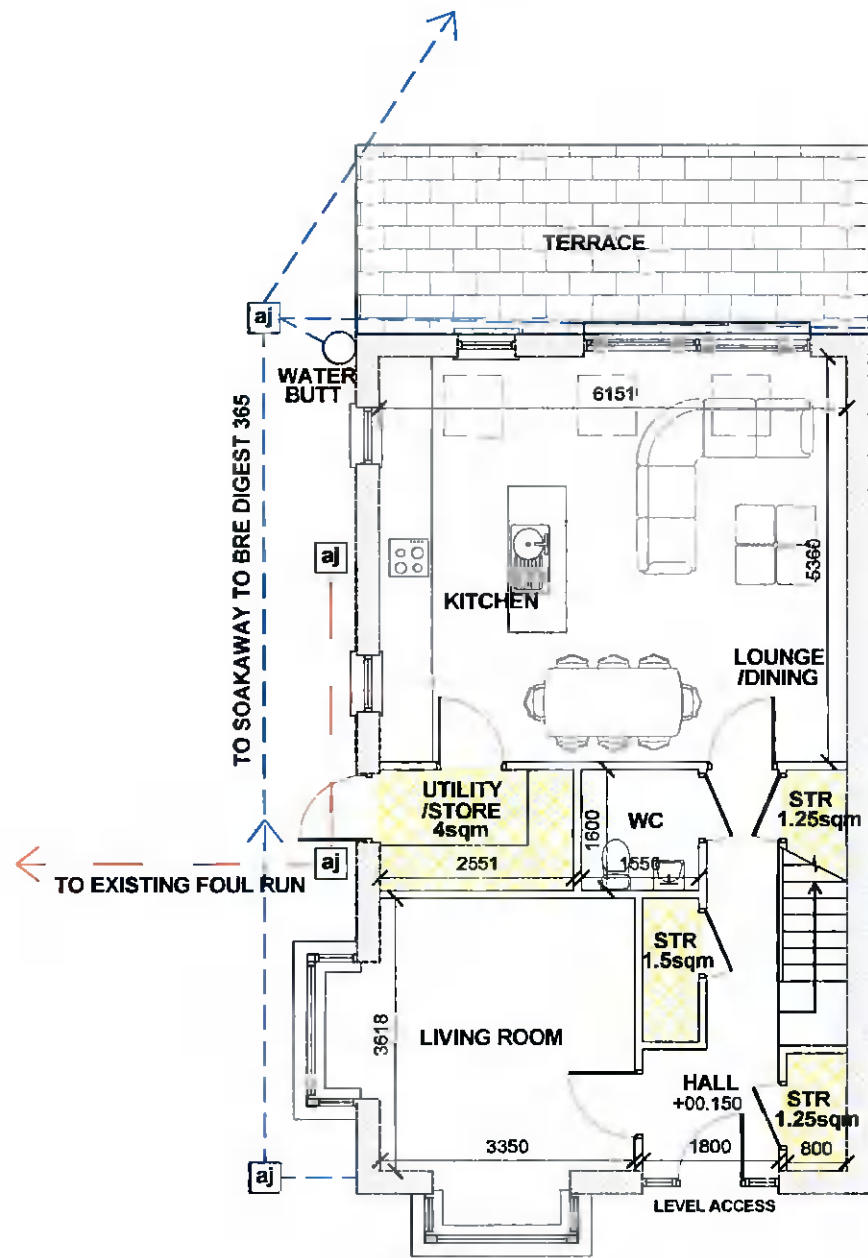 TERRACE
aj
WATER
BUTT
6151
TO SOAKAWAY TO BRE DIGEST 365
aj
5360
KITCHEN
LOUNGE
/DINING
UTILITY
/STORE
4sqm
2551
1600
WC
1550
STR
1.25sqm
aj
TO EXISTING FOUL RUN
STR
1.5sqm
3618
LIVING ROOM
HALL
+00.150
STR
1.25sqm
3350
1800
800
aj
LEVEL ACCESS